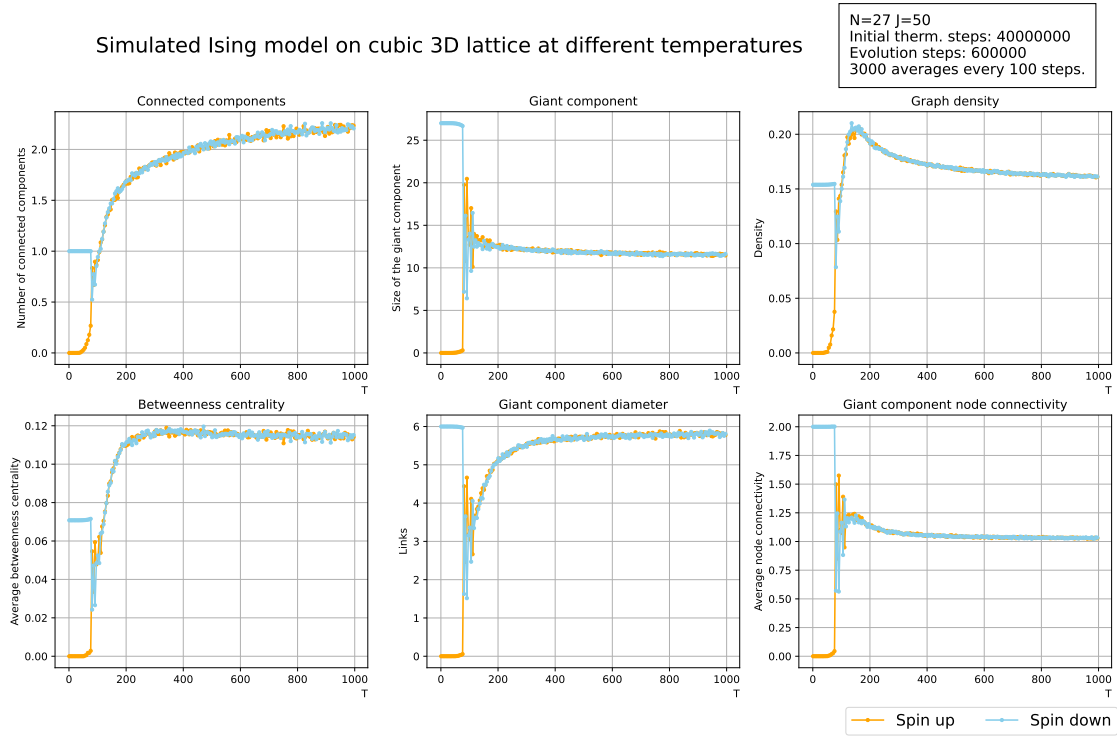 Simulated Ising model on cubic 3D lattice at different temperatures
N=27 J=50
Initial therm. steps: 40000000
Evolution steps: 600000
3000 averages every 100 steps.
Connected components
Number of connected components
0.0
0.5
1.0
1.5
2.0
0 200 400 600 800 1000
T
Giant component
Size of the giant component
0
5
10
15
20
25
0 200 400 600 800 1000
T
Graph density
Density
0.00
0.05
0.10
0.15
0.20
0 200 400 600 800 1000
T
Betweenness centrality
Average betweenness centrality
0.00
0.02
0.04
0.06
0.08
0.10
0.12
0 200 400 600 800 1000
T
Giant component diameter
Links
0
1
2
3
4
5
6
0 200 400 600 800 1000
T
Giant component node connectivity
Average node connectivity
0.00
0.25
0.50
0.75
1.00
1.25
1.50
1.75
2.00
0 200 400 600 800 1000
T
Spin up Spin down